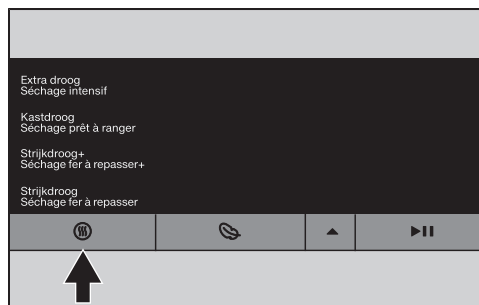 Extra droog
Séchage intensif
Kastdroog
Séchage prêt à ranger
Strijkdroog+
Séchage fer à repasser+
Strijkdroog
Séchage fer à repasser